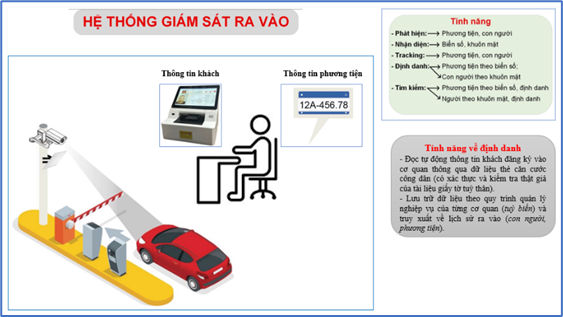 HỆ THỐNG GIÁM SÁT RA VÀO
Thông tin khách
Thông tin phương tiện
12A-456.78
Tính năng
- Phát hiện: Phương tiện, con người
- Nhận diện: Biển số, khuôn mặt
- Tracking: Phương tiện, con người
- Định danh: Phương tiện theo biển số;
Con người theo khuôn mặt
- Tìm kiếm: Phương tiện theo biển số, định danh
Người theo khuôn mặt, định danh
Tính năng về định danh
- Đọc tự động thông tin khách đăng ký vào
cơ quan thông qua dữ liệu thẻ căn cước
công dân (có xác thực và kiểm tra thật giả
của tài liệu giấy tờ tuỳ thân).
- Lưu trữ dữ liệu theo quy trình quản lý
nghiệp vụ của từng cơ quan (tuỳ biến) và
truy xuất về lịch sử ra vào (con người,
phương tiện).